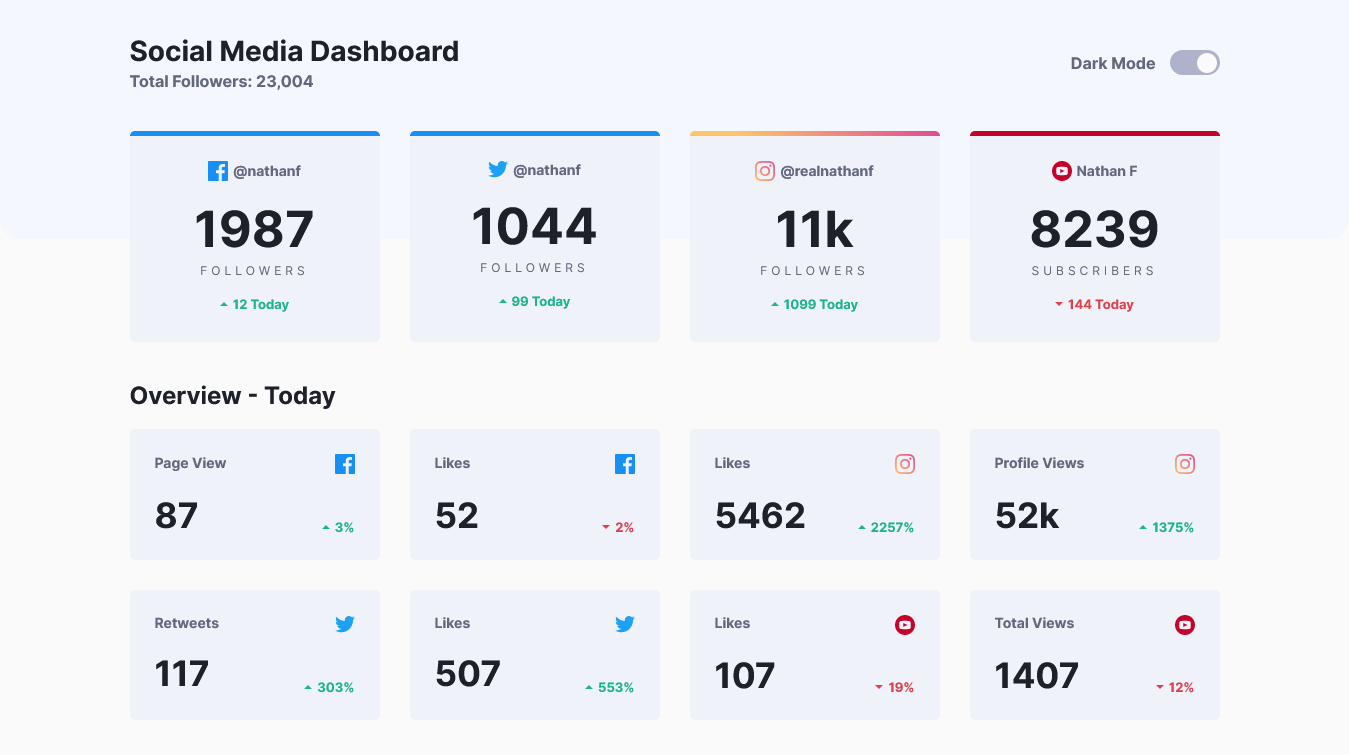 Social Media Dashboard
Total Followers: 23,004
Dark Mode
@nathanf
1987
FOLLOWERS
12 Today
@nathanf
1044
FOLLOWERS
99 Today
@realnathanf
11k
FOLLOWERS
1099 Today
Nathan F
8239
SUBSCRIBERS
144 Today
Overview - Today
Page View
87
3%
Likes
52
2%
Likes
5462
2257%
Profile Views
52k
1375%
Retweets
117
303%
Likes
507
553%
Likes
107
19%
Total Views
1407
12%